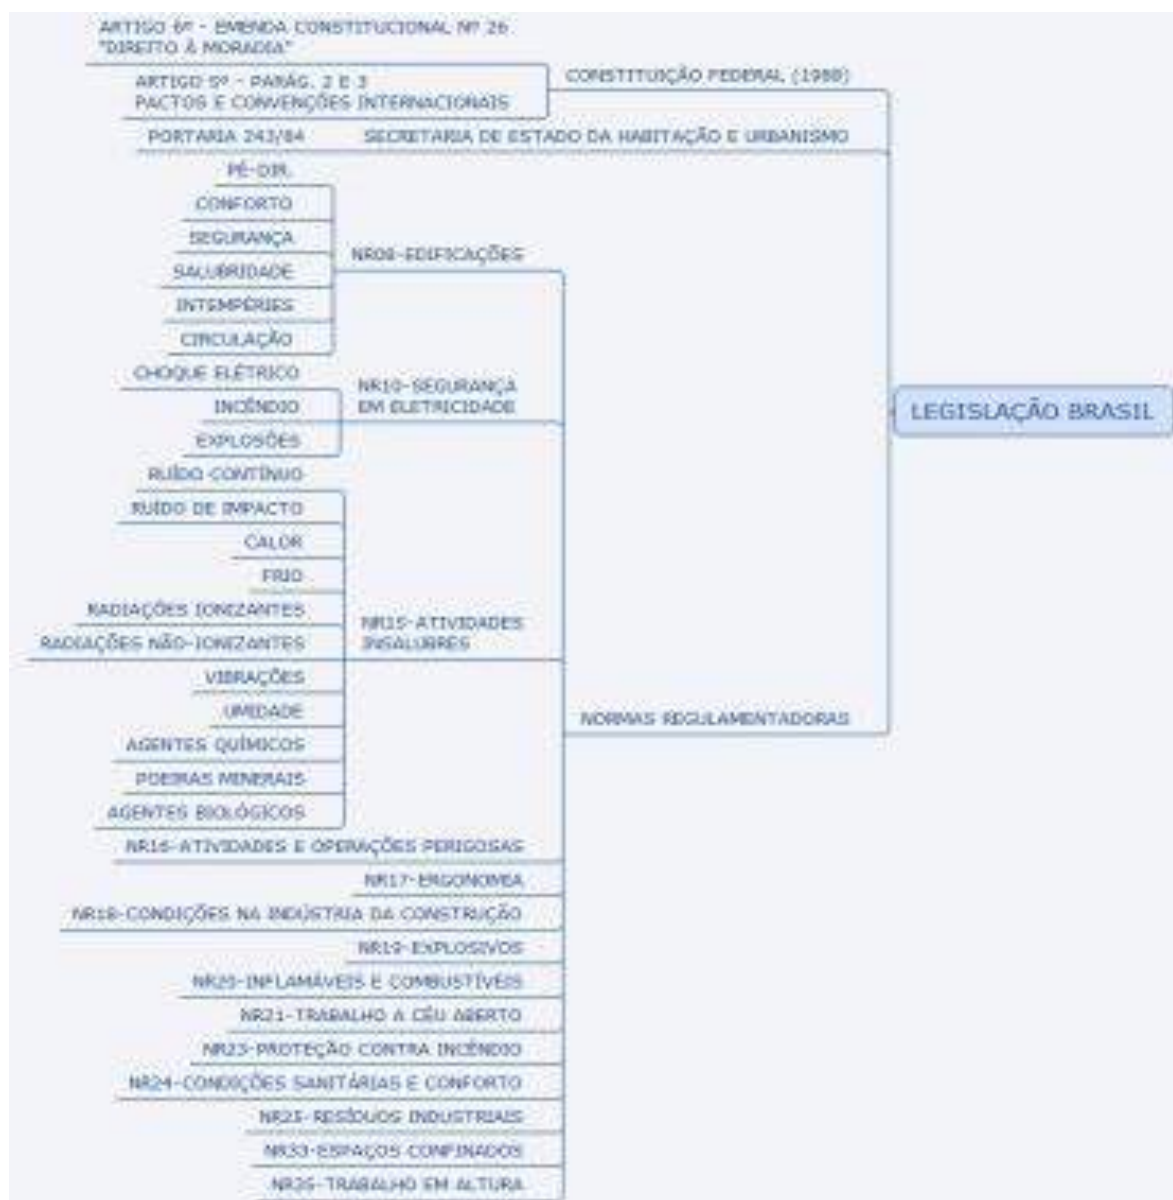 ARTIGO 6º - EMENDA CONSTITUCIONAL Nº 26
"DIREITO À MORADIA"
CONSTITUIÇÃO FEDERAL (1988)
ARTIGO 5º - PARÁG. 2 E 3
PACTOS E CONVENÇÕES INTERNACIONAIS
PORTARIA 243/84
SECRETARIA DE ESTADO DA HABITAÇÃO E URBANISMO
PÉ-DIR.
CONFORTO
SEGURANÇA
NR08-EDIFICAÇÕES
SALUBRIDADE
INTEMPÉRIES
CIRCULAÇÃO
CHOQUE ELÉTRICO
NR10-SEGURANÇA
EM ELETRICIDADE
INCÊNDIO
EXPLOSÕES
LEGISLAÇÃO BRASIL
RUÍDO CONTÍNUO
RUÍDO DE IMPACTO
CALOR
FRIO
RADIAÇÕES IONIZANTES
NR15-ATIVIDADES
INSALUBRES
RADIAÇÕES NÃO-IONIZANTES
VIBRAÇÕES
UMIDADE
NORMAS REGULAMENTADORAS
AGENTES QUÍMICOS
POEIRAS MINERAIS
AGENTES BIOLÓGICOS
NR16-ATIVIDADES E OPERAÇÕES PERIGOSAS
NR17-ERGONOMIA
NR18-CONDIÇÕES NA INDÚSTRIA DA CONSTRUÇÃO
NR19-EXPLOSIVOS
NR20-INFLAMÁVEIS E COMBUSTÍVEIS
NR21-TRABALHO A CÉU ABERTO
NR23-PROTEÇÃO CONTRA INCÊNDIO
NR24-CONDIÇÕES SANITÁRIAS E CONFORTO
NR25-RESÍDUOS INDUSTRIAIS
NR33-ESPAÇOS CONFINADOS
NR35-TRABALHO EM ALTURA